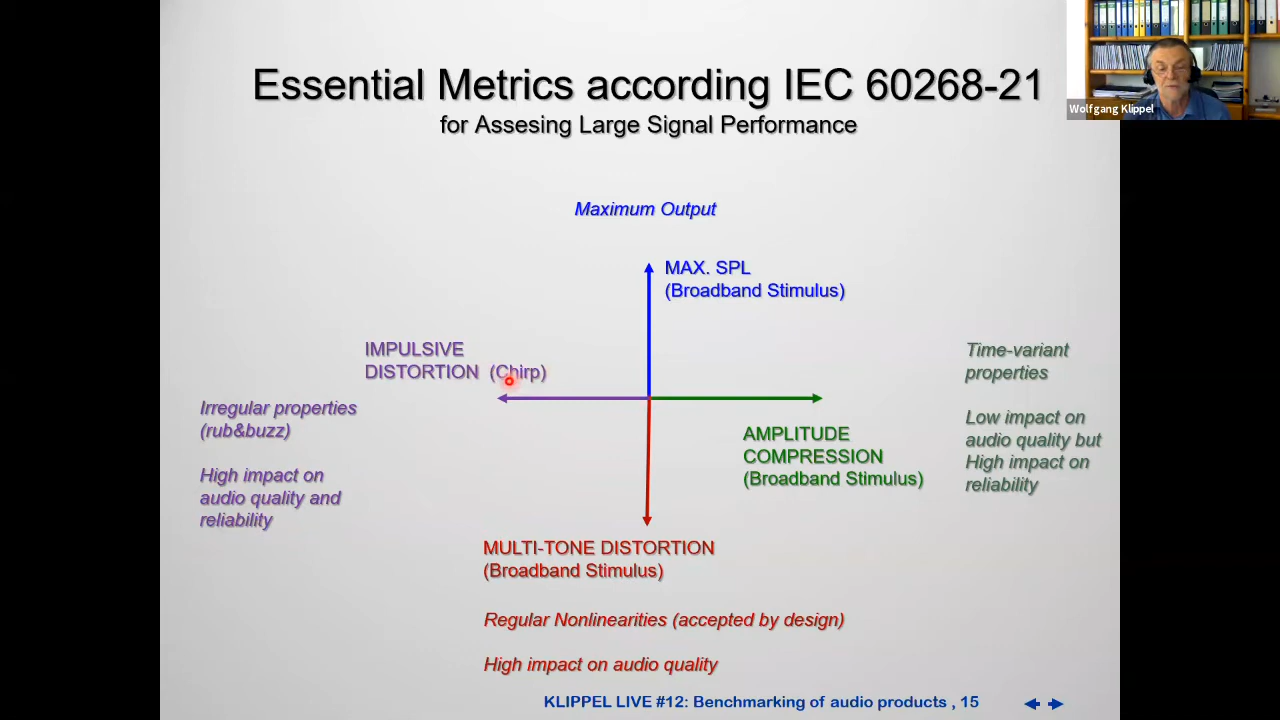 Essential Metrics according IEC 60268-21
for Assesing Large Signal Performance
Wolfgang Klippel
Maximum Output
MAX. SPL
(Broadband Stimulus)
IMPULSIVE
DISTORTION (Chirp)
Irregular properties
(rub&buzz)
High impact on
audio quality and
reliability
Time-variant
properties
Low impact on
audio quality but
High impact on
reliability
AMPLITUDE
COMPRESSION
(Broadband Stimulus)
MULTI-TONE DISTORTION
(Broadband Stimulus)
Regular Nonlinearities (accepted by design)
High impact on audio quality
KLIPPEL LIVE #12: Benchmarking of audio products , 15